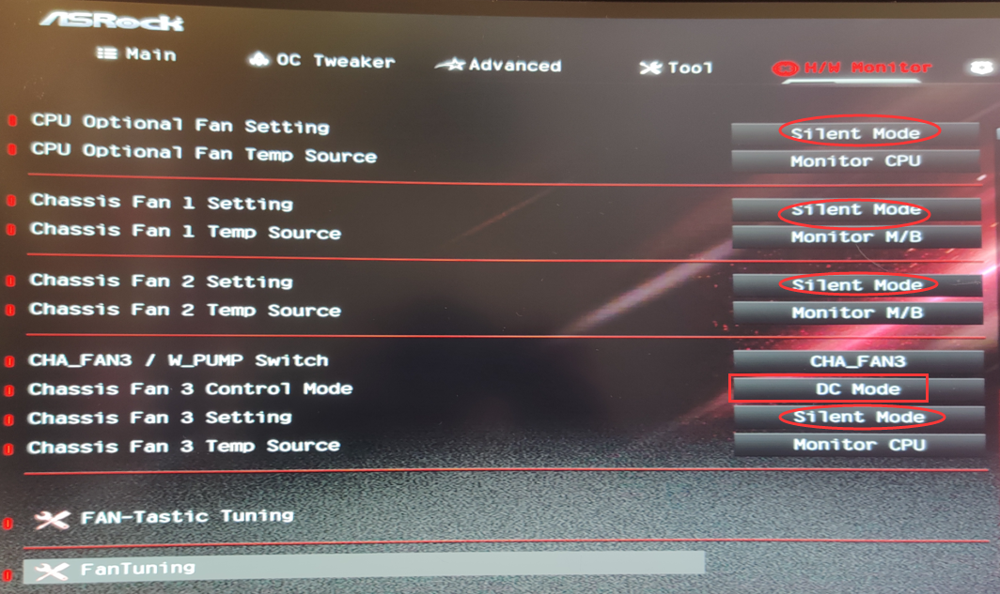 ASRock
Main OC Tweaker Advanced Tool H/W Monitor
CPU Optional Fan Setting Silent Mode
CPU Optional Fan Temp Source Monitor CPU
Chassis Fan 1 Setting Silent Mode
Chassis Fan 1 Temp Source Monitor M/B
Chassis Fan 2 Setting Silent Mode
Chassis Fan 2 Temp Source Monitor M/B
CHA_FAN3 / W_PUMP Switch CHA_FAN3
Chassis Fan 3 Control Mode DC Mode
Chassis Fan 3 Setting Silent Mode
Chassis Fan 3 Temp Source Monitor CPU
FAN-Tastic Tuning
FanTuning